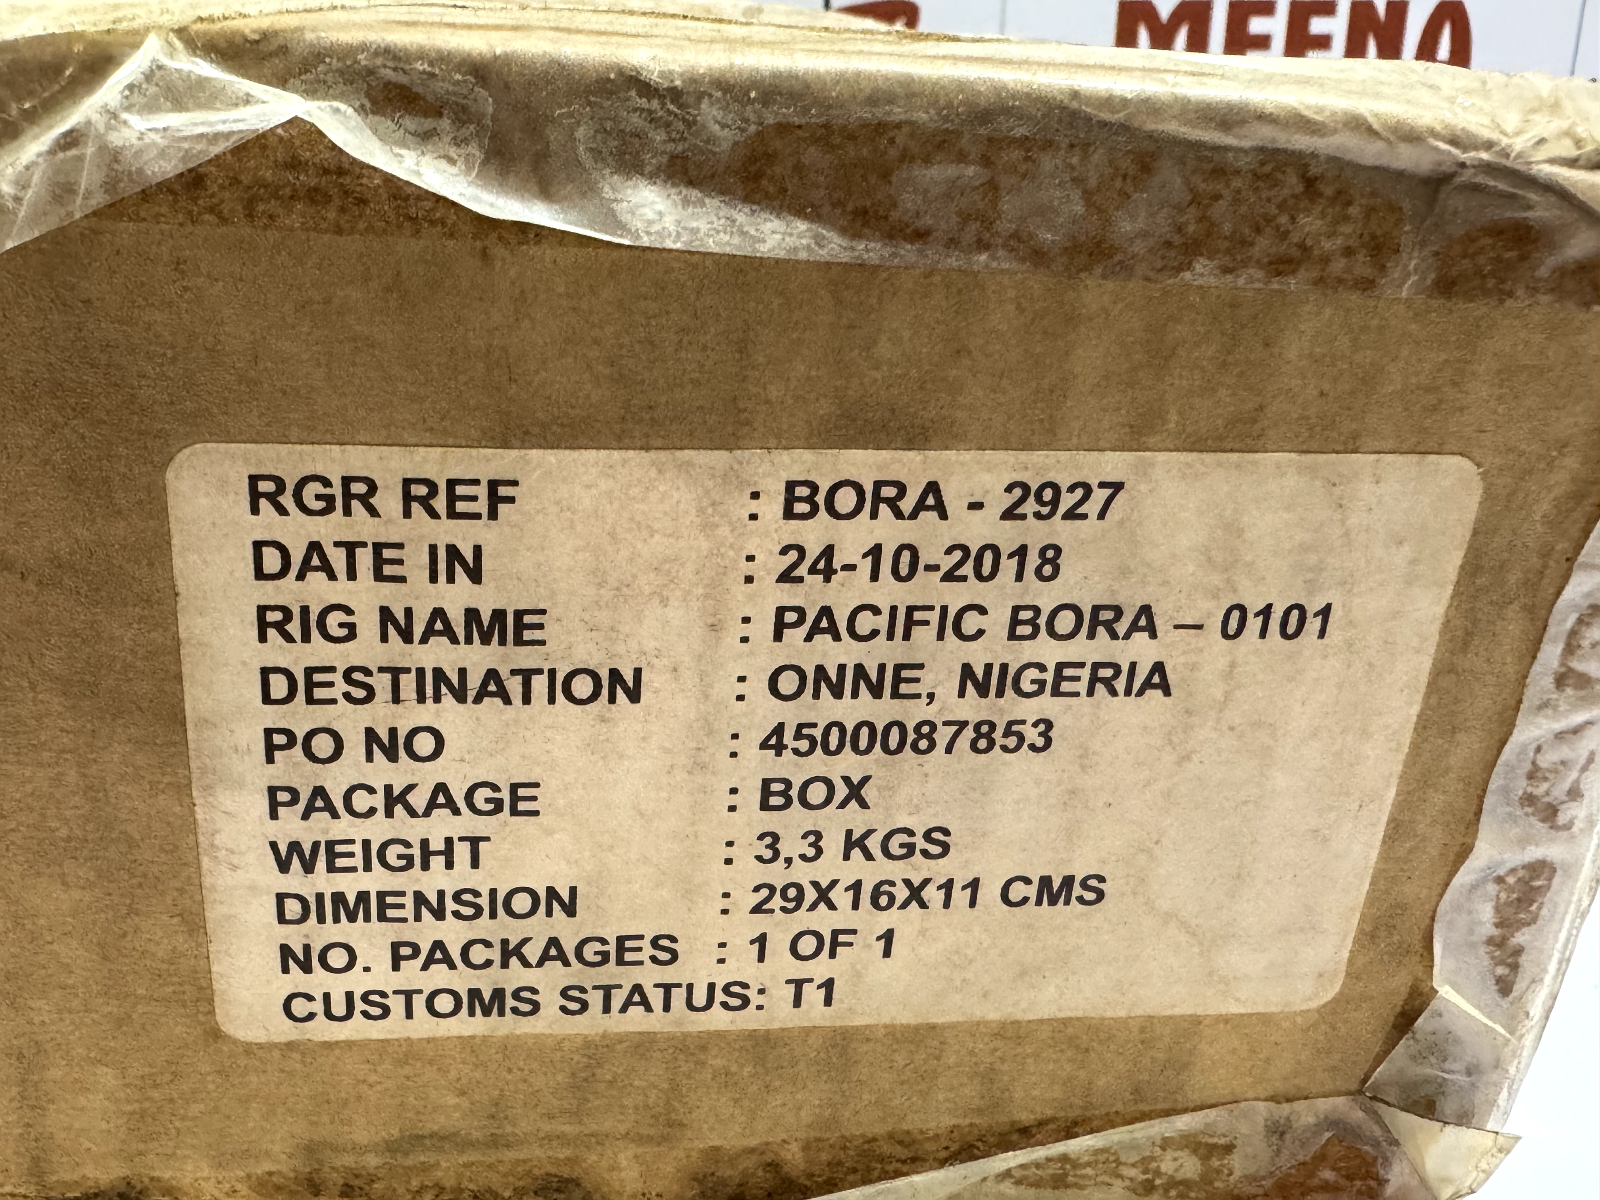 MEENA
RGR REF : BORA - 2927
DATE IN : 24-10-2018
RIG NAME : PACIFIC BORA – 0101
DESTINATION : ONNE, NIGERIA
PO NO : 4500087853
PACKAGE : BOX
WEIGHT : 3,3 KGS
DIMENSION : 29X16X11 CMS
NO. PACKAGES : 1 OF 1
CUSTOMS STATUS: T1